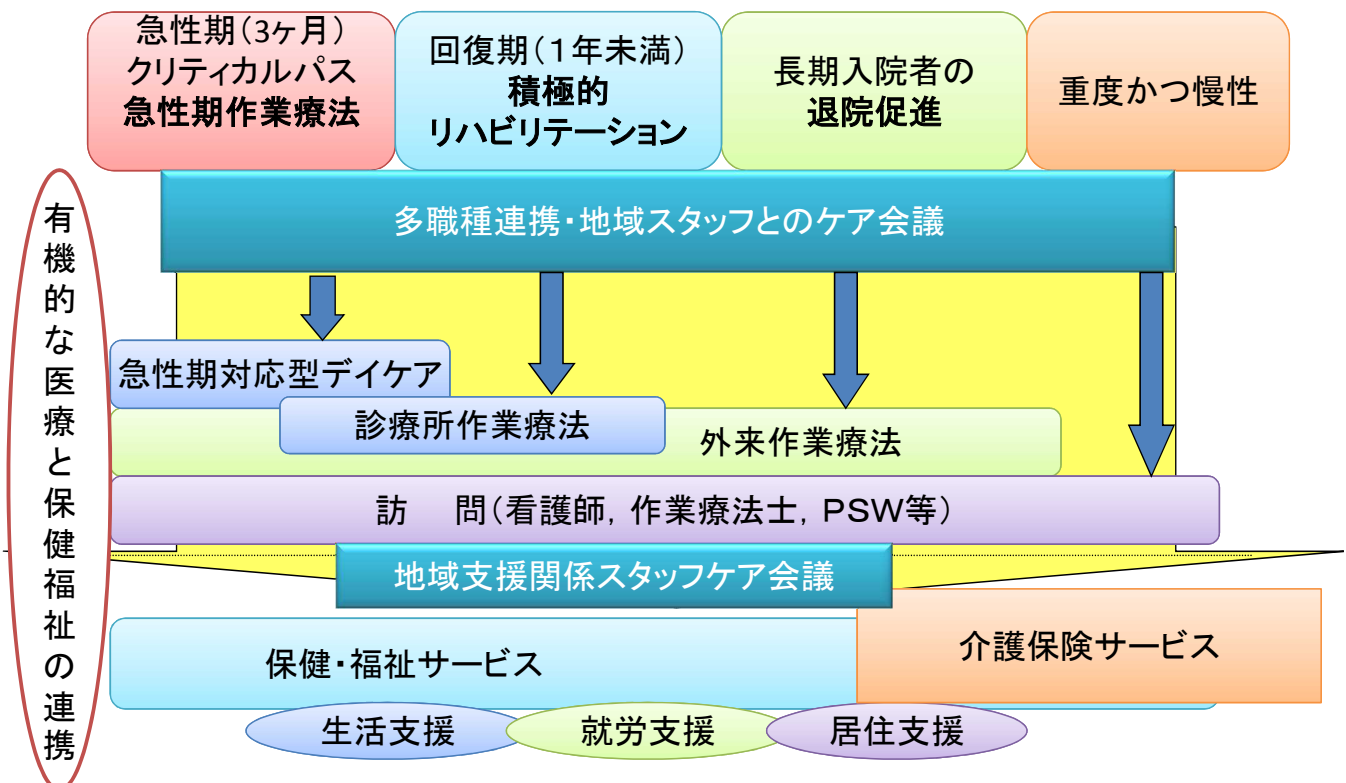 急性期(3ヶ月)
クリティカルパス
急性期作業療法
回復期(1年未満)
積極的
リハビリテーション
長期入院者の
退院促進
重度かつ慢性
有機的な医療と保健福祉の連携
多職種連携・地域スタッフとのケア会議
急性期対応型デイケア
診療所作業療法
外来作業療法
訪 問(看護師, 作業療法士, PSW等)
地域支援関係スタッフケア会議
保健・福祉サービス
介護保険サービス
生活支援
就労支援
居住支援